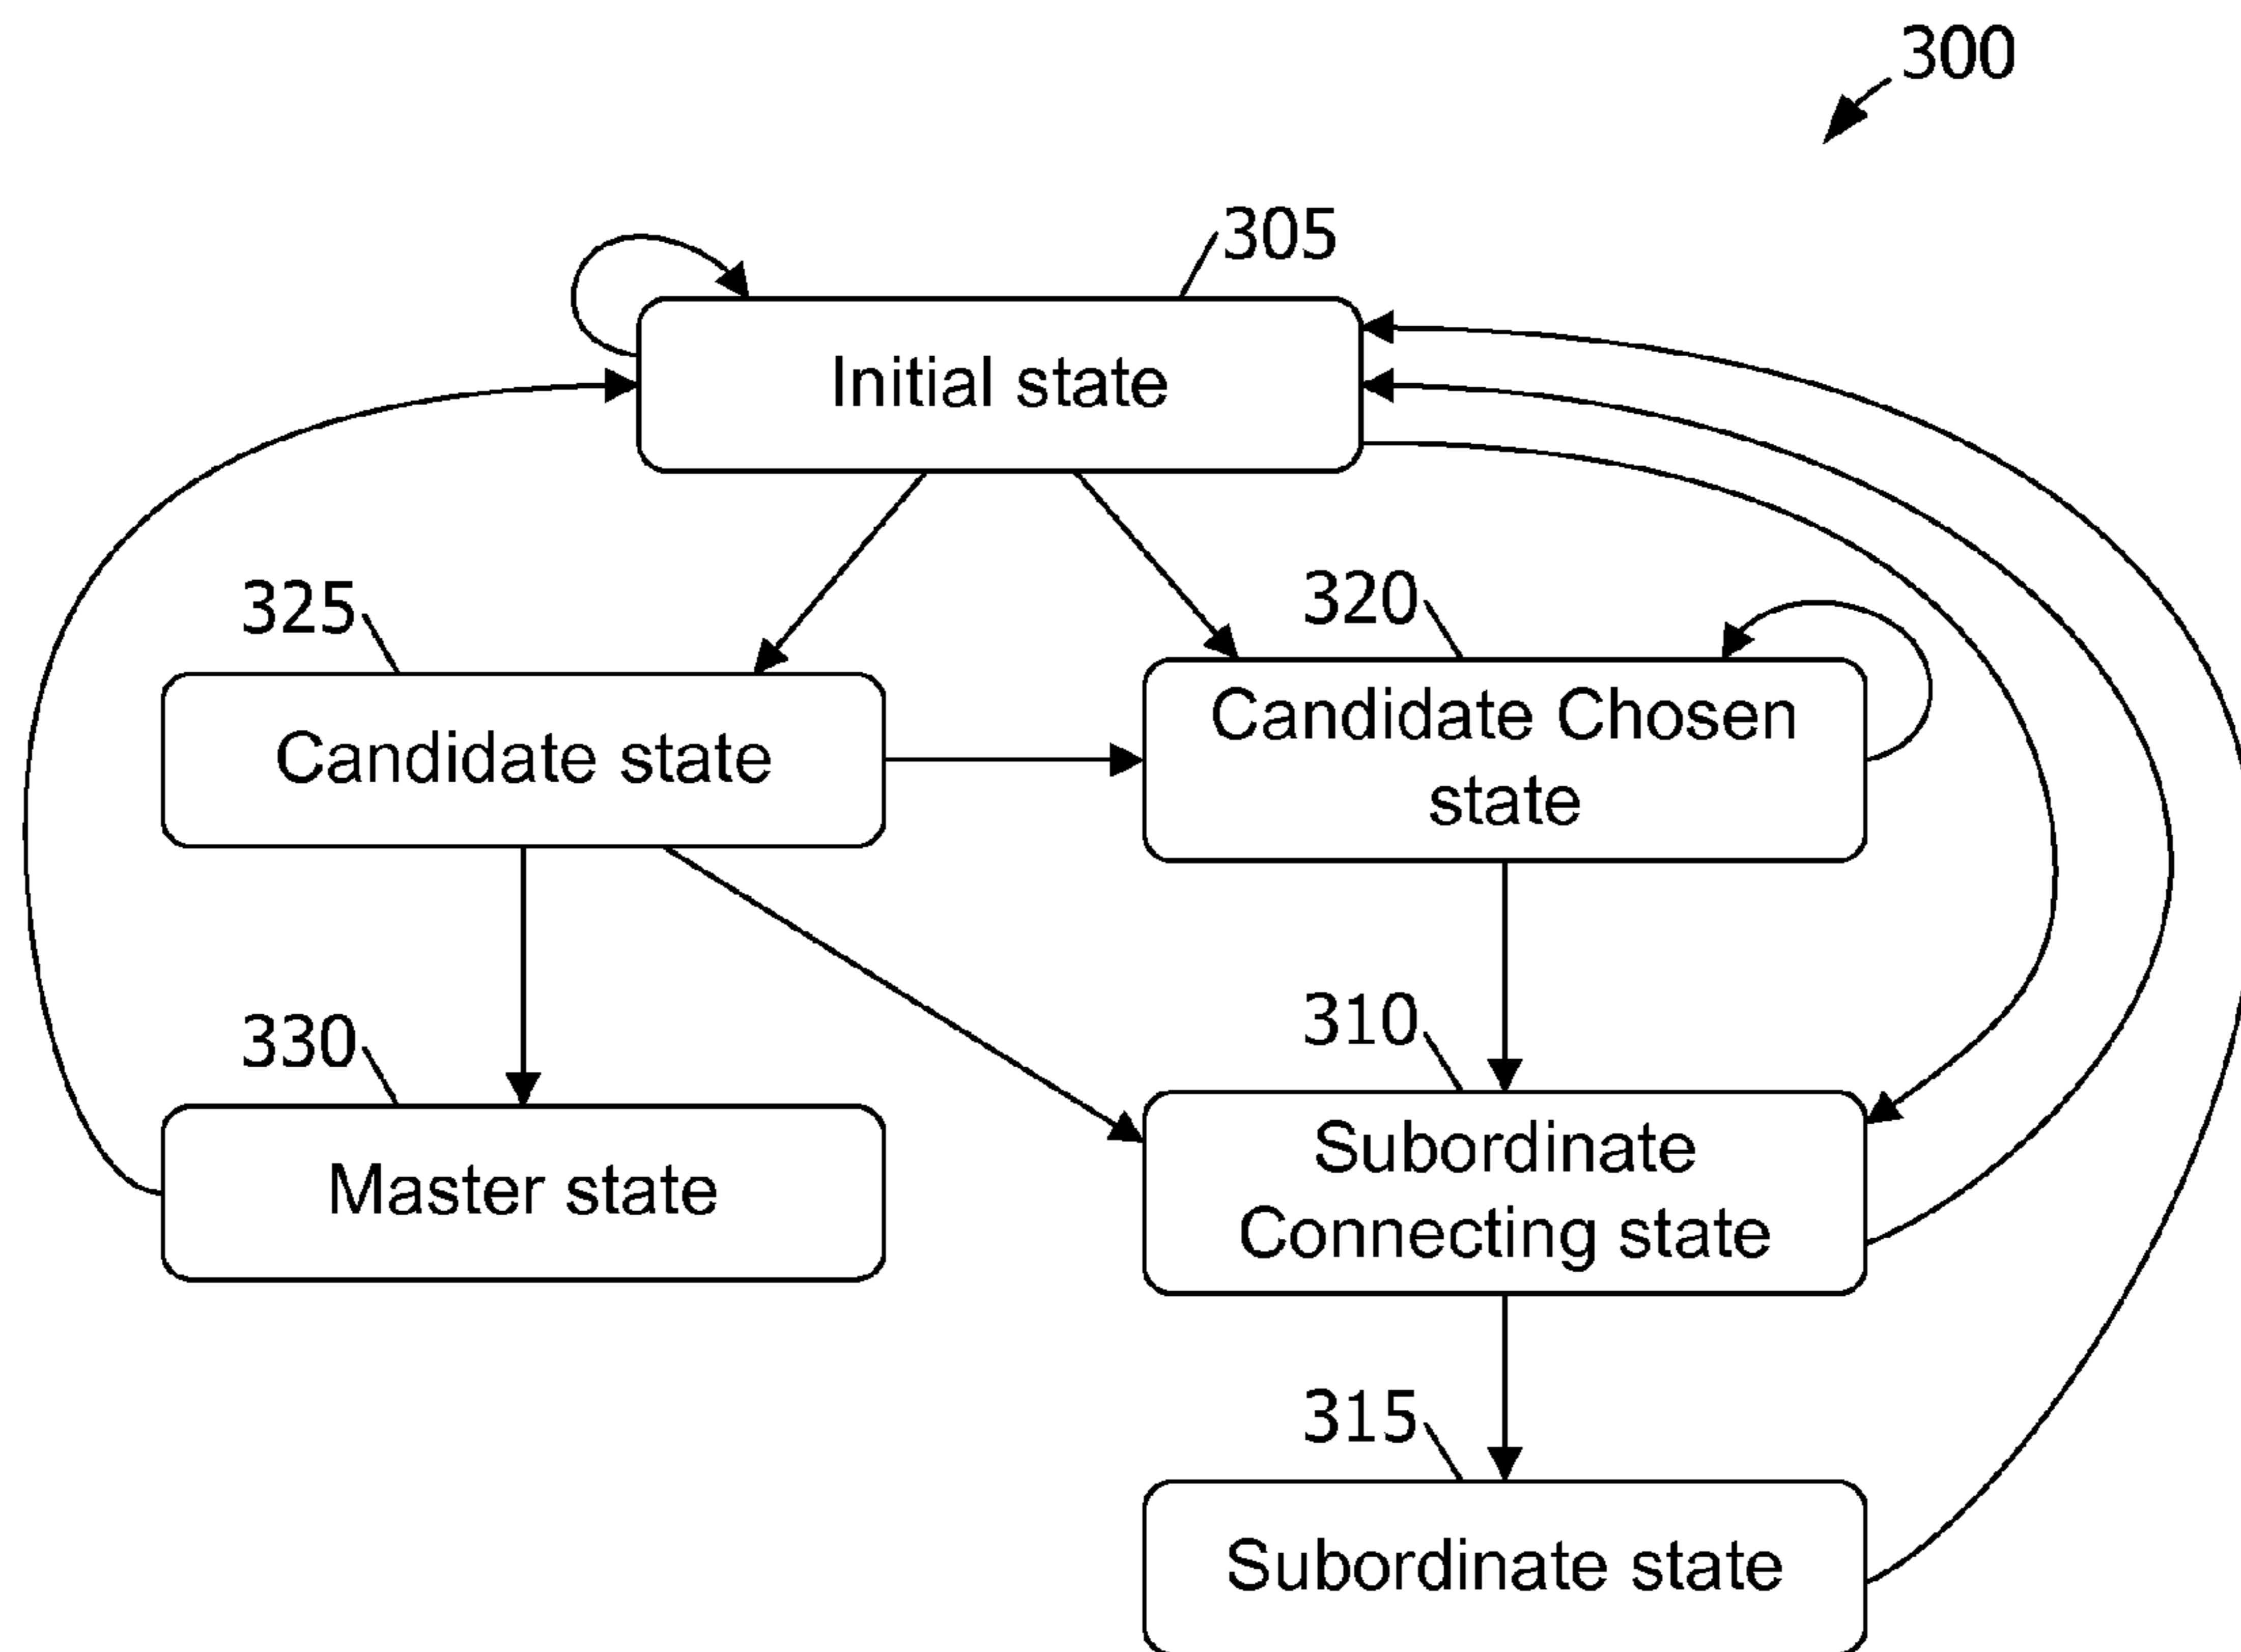 300
305
Initial state
325
320
Candidate state
Candidate Chosen
state
330
310
Master state
Subordinate
Connecting state
315
Subordinate state